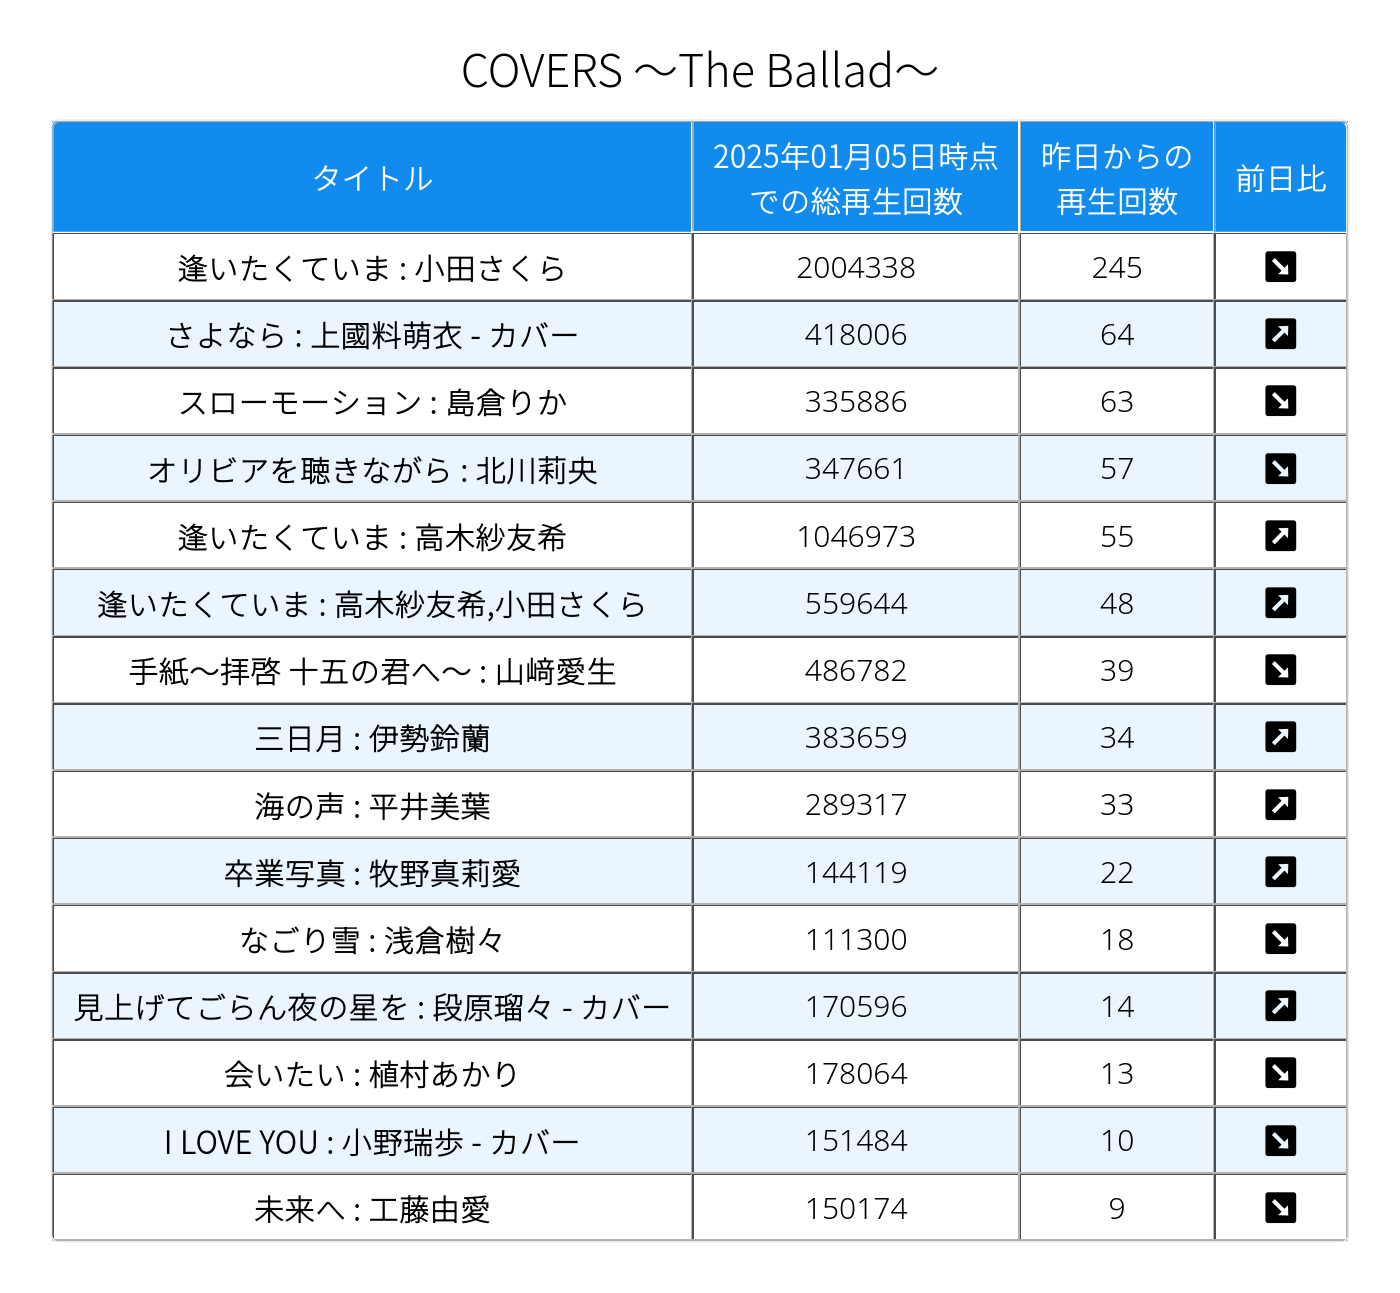 COVERS ～The Ballad～
タイトル
2025年01月05日時点
での総再生回数
昨日からの
再生回数
前日比
逢いたくていま : 小田さくら 2004338 245 ↘
さよなら : 上國料萌衣 - カバー 418006 64 ↗
スローモーション : 島倉りか 335886 63 ↘
オリビアを聴きながら : 北川莉央 347661 57 ↘
逢いたくていま : 高木紗友希 1046973 55 ↗
逢いたくていま : 高木紗友希,小田さくら 559644 48 ↗
手紙～拝啓 十五の君へ～ : 山﨑愛生 486782 39 ↘
三日月 : 伊勢鈴蘭 383659 34 ↗
海の声 : 平井美葉 289317 33 ↗
卒業写真 : 牧野真莉愛 144119 22 ↗
なごり雪 : 浅倉樹々 111300 18 ↘
見上げてごらん夜の星を : 段原瑠々 - カバー 170596 14 ↗
会いたい : 植村あかり 178064 13 ↘
I LOVE YOU : 小野瑞歩 - カバー 151484 10 ↘
未来へ : 工藤由愛 150174 9 ↘